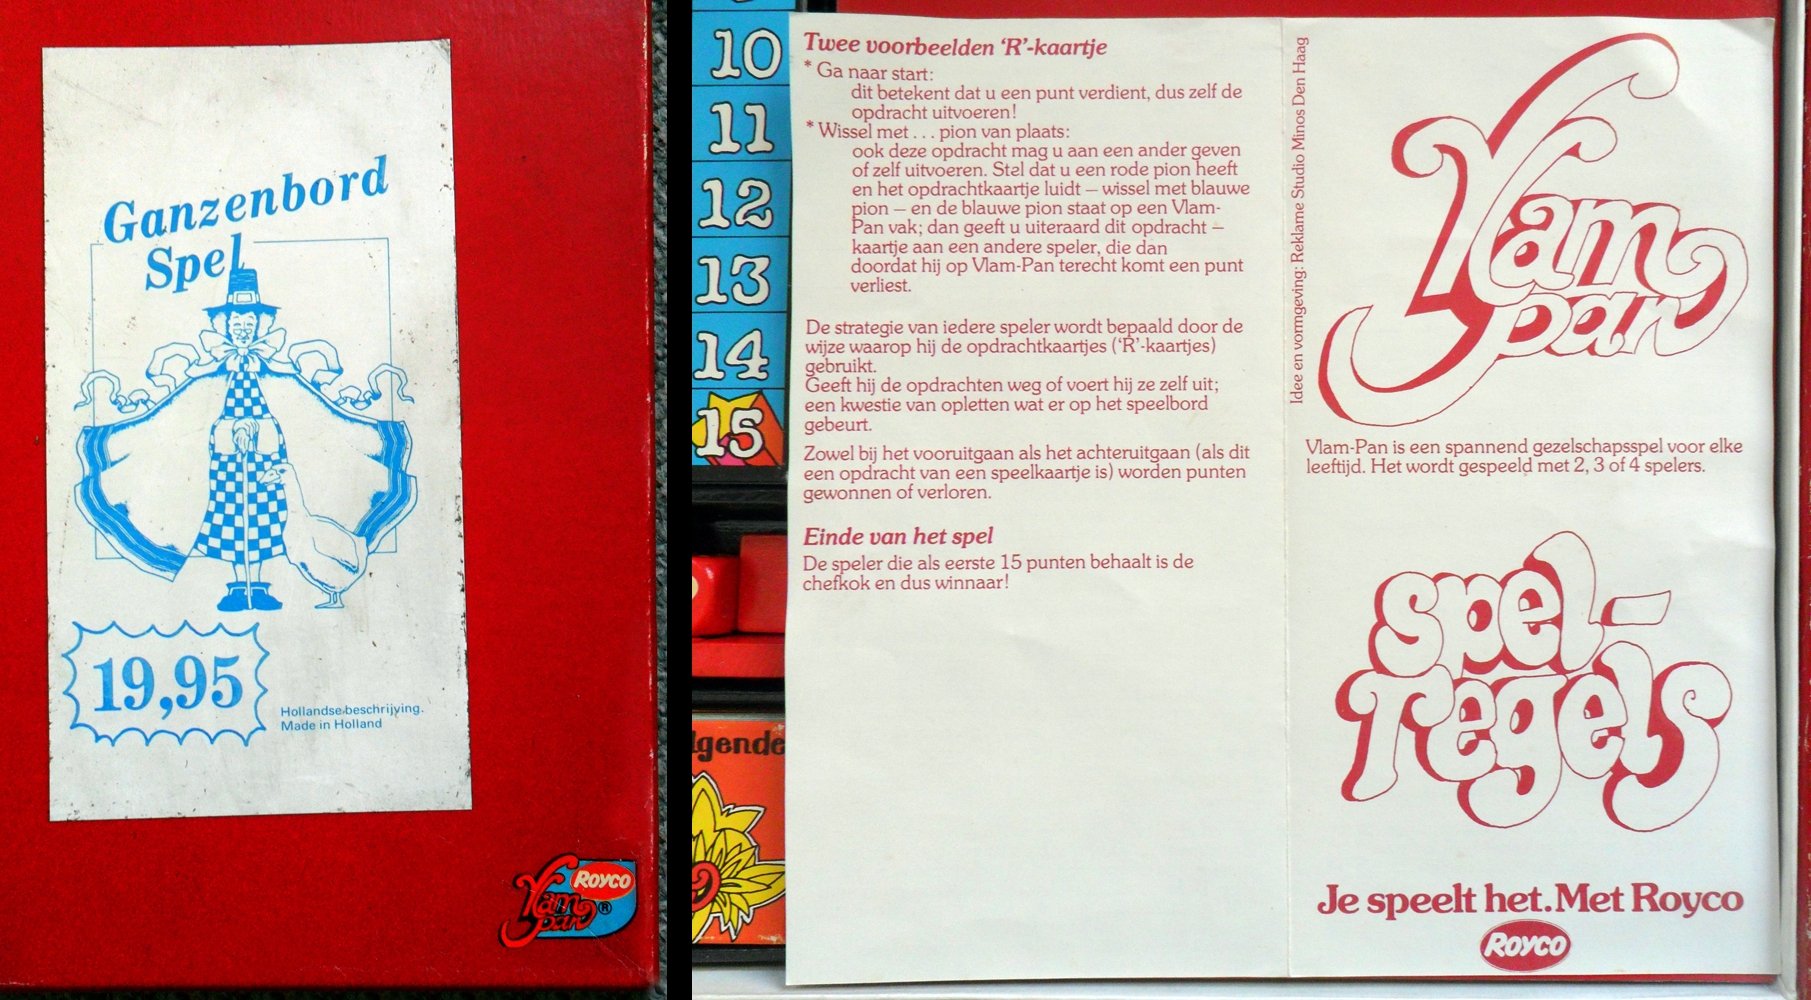 Ganzenbord
Spel
19,95
Hollandse beschrijving.
Made in Holland
Royco
Vlam
pan®
10
11
12
13
14
15
Twee voorbeelden ‘R’-kaartje
* Ga naar start:
dit betekent dat u een punt verdient, dus zelf de
opdracht uitvoeren!
* Wissel met . . . pion van plaats:
ook deze opdracht mag u aan een ander geven
of zelf uitvoeren. Stel dat u een rode pion heeft
en het opdrachtkaartje luidt – wissel met blauwe
pion – en de blauwe pion staat op een Vlam-
Pan vak; dan geeft u uiteraard dit opdracht –
kaartje aan een andere speler, die dan
doordat hij op Vlam-Pan terecht komt een punt
verliest.
De strategie van iedere speler wordt bepaald door de
wijze waarop hij de opdrachtkaartjes (‘R’-kaartjes)
gebruikt.
Geeft hij de opdrachten weg of voert hij ze zelf uit;
een kwestie van opletten wat er op het speelbord
gebeurt.
Zowel bij het vooruitgaan als het achteruitgaan (als dit
een opdracht van een speelkaartje is) worden punten
gewonnen of verloren.
Einde van het spel
De speler die als eerste 15 punten behaalt is de
chefkok en dus winnaar!
Idee en vormgeving: Reklame Studio Minos Den Haag
Vlam
pan
Vlam-Pan is een spannend gezelschapsspel voor elke
leeftijd. Het wordt gespeeld met 2, 3 of 4 spelers.
spel-
Tegels
Je speelt het. Met Royco
Royco